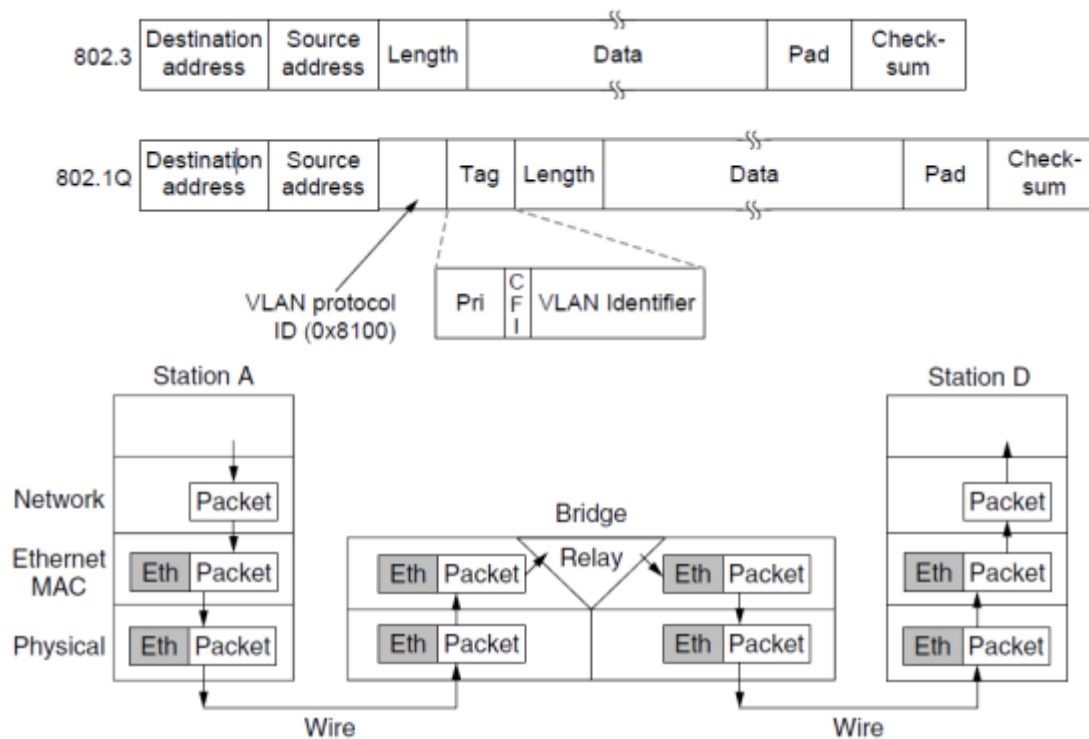 802.3
Destination address
Source address
Length
Data
Pad
Check-
sum
802.1Q
Destination address
Source address
Tag
Length
Data
Pad
Check-
sum
VLAN protocol
ID (0x8100)
Pri
CFI
VLAN Identifier
Station A
Station D
Network
Packet
Packet
Bridge
Ethernet
MAC
Eth Packet
Eth Packet
Relay
Eth Packet
Eth Packet
Physical
Eth Packet
Eth Packet
Eth Packet
Eth Packet
Wire
Wire